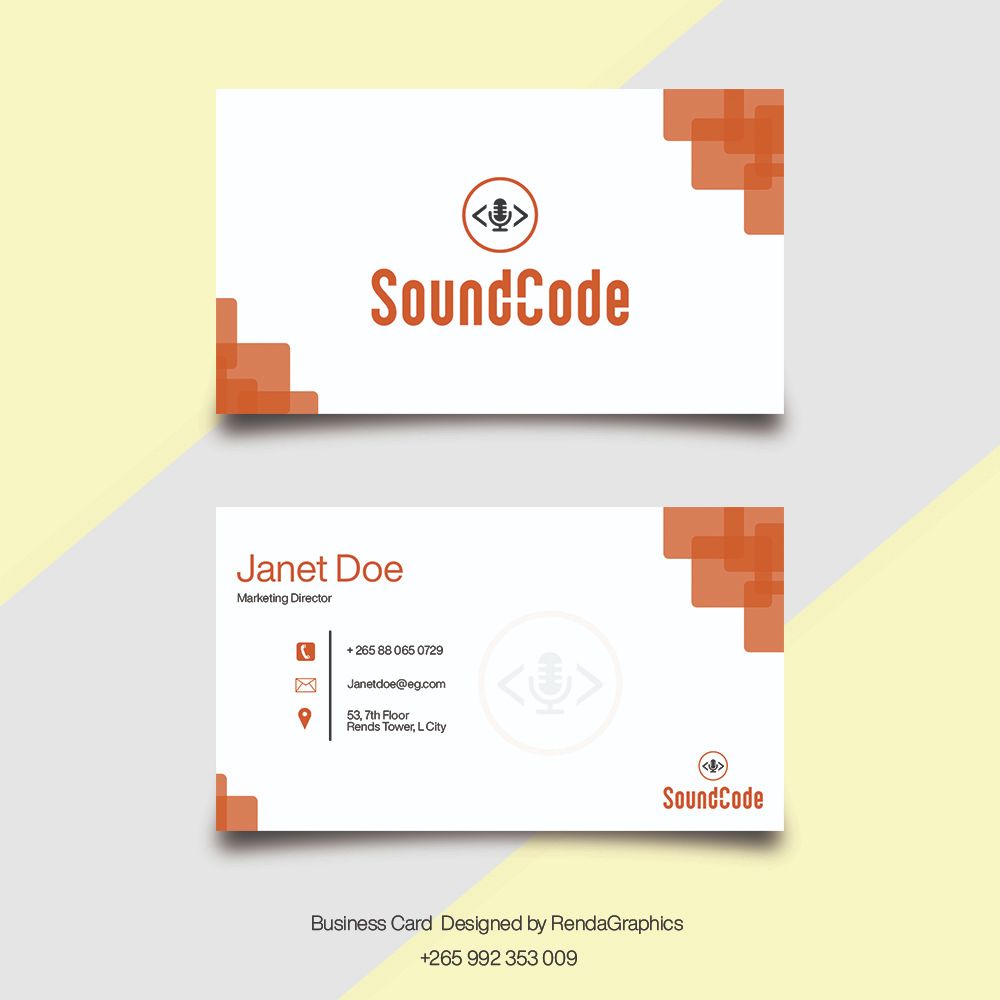 SoundCode
Janet Doe
Marketing Director
+ 265 88 065 0729
Janetdoe@eg.com
53, 7th Floor
Rends Tower, L City
SoundCode
Business Card Designed by RendaGraphics
+265 992 353 009